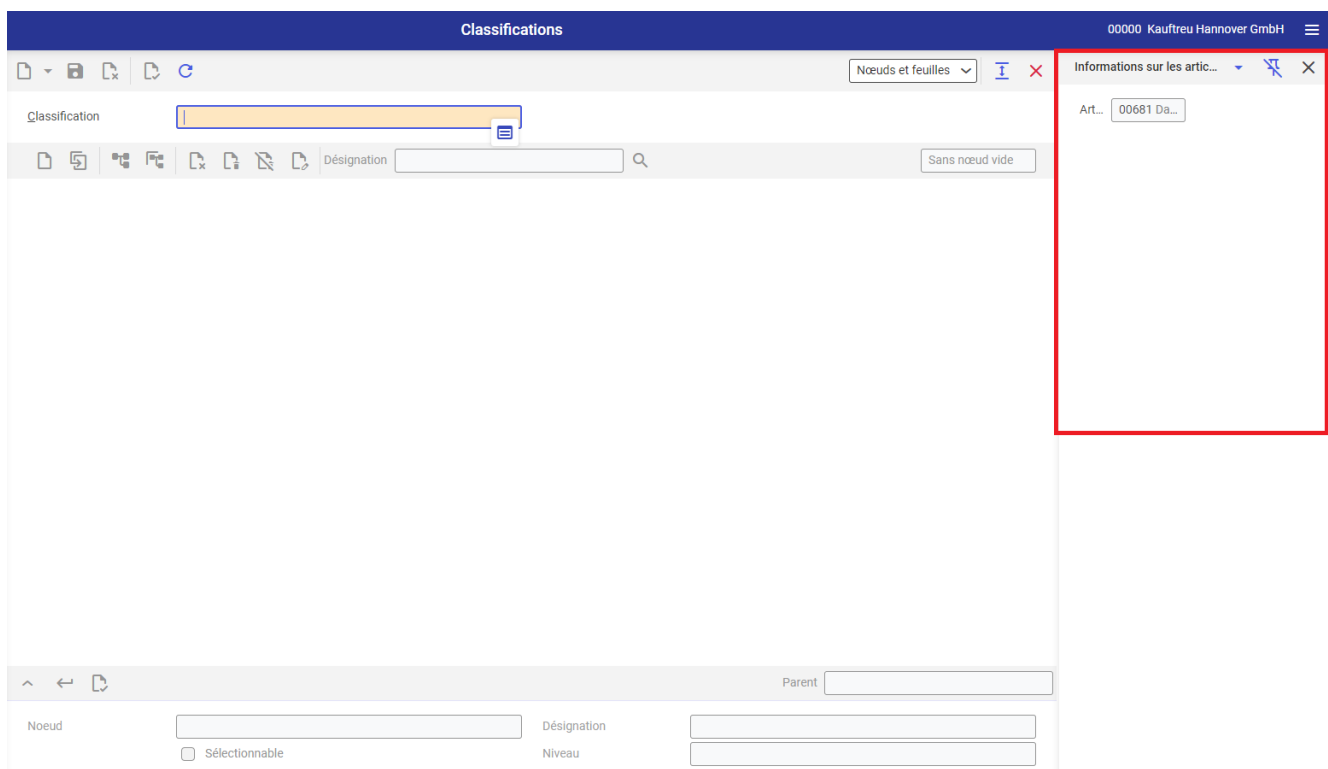 Classifications
00000 Kauftreu Hannover GmbH
Nœuds et feuilles
Informations sur les artic...
Classification
Art...
00681 Da...
Désignation
Sans nœud vide
Parent
Noeud
Désignation
Sélectionnable
Niveau